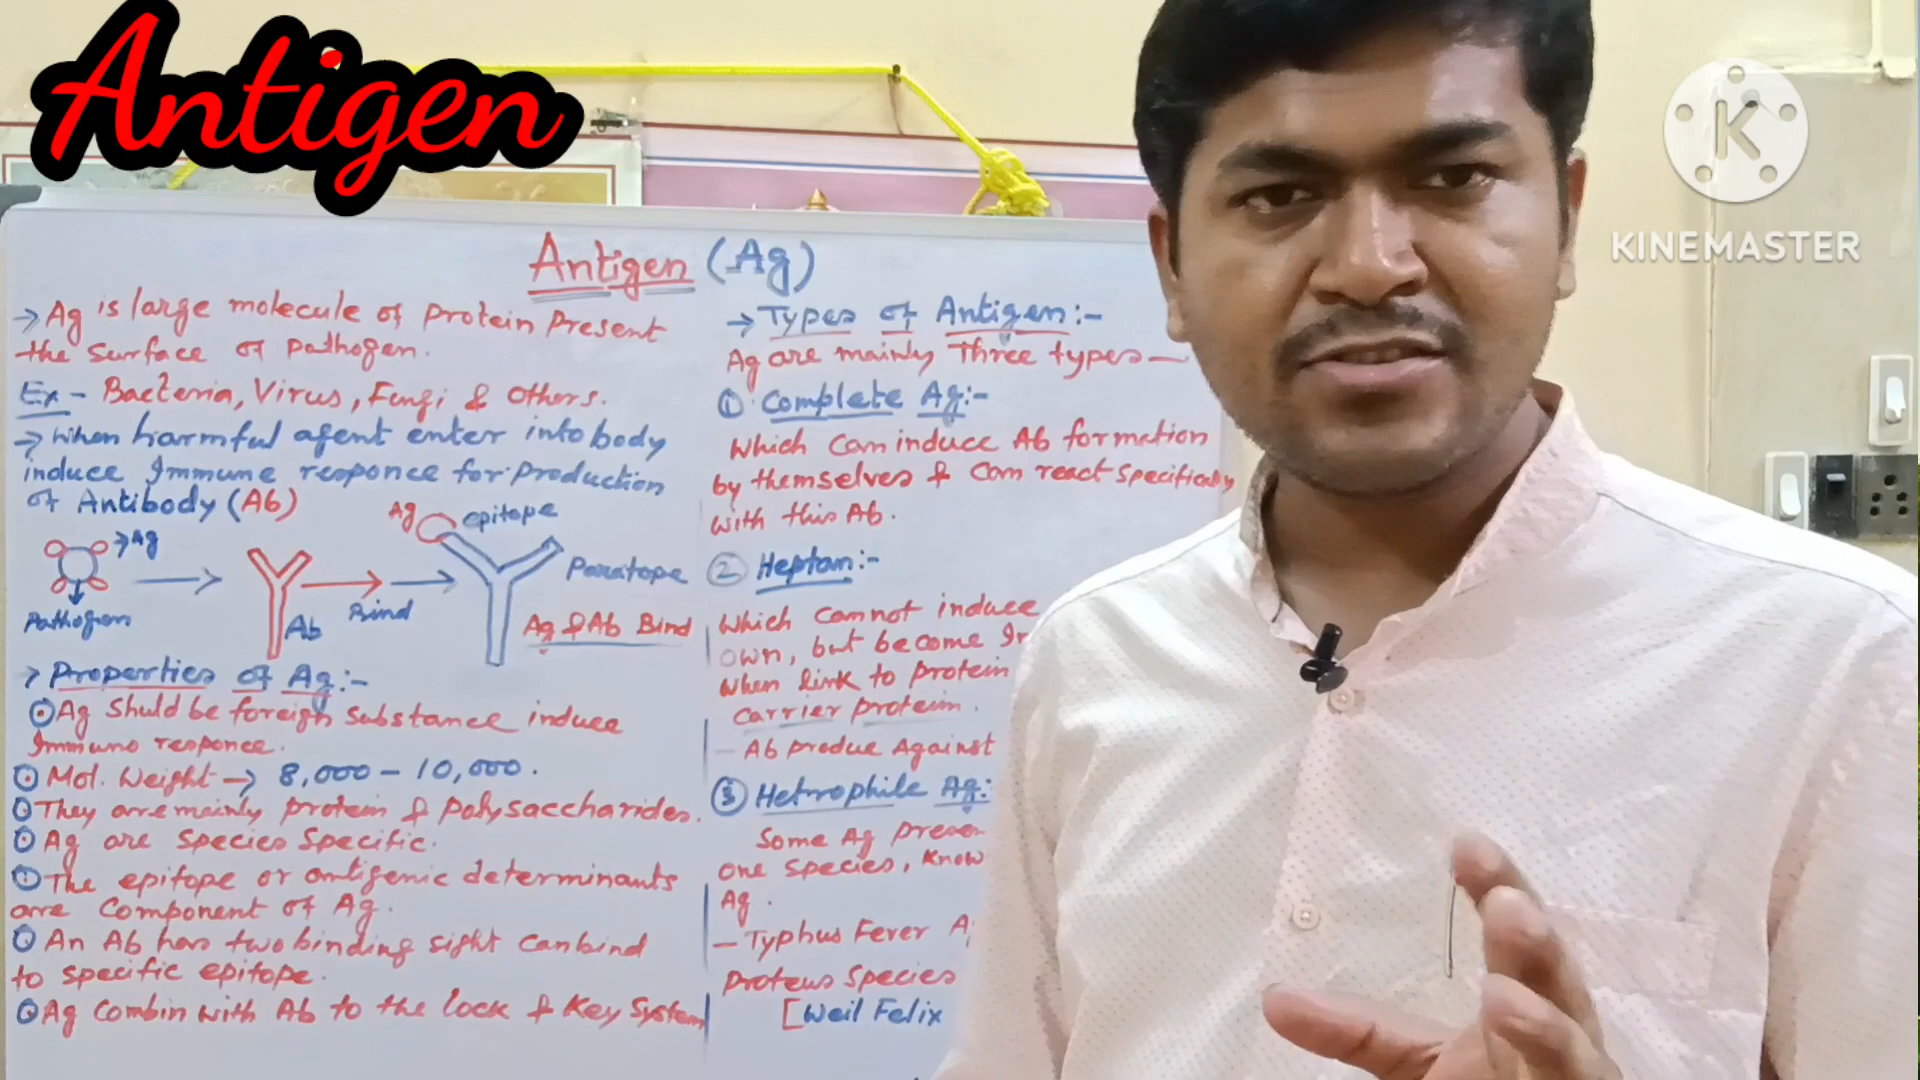 Antigen
KINEMASTER
Antigen (Ag)
→ Ag is large molecule of protein present
the surface of pathogen.
Ex - Bacteria, Virus, Fungi & others.
→ When harmful agent enter into body
induce Immune responce for production
of Antibody (Ab)
Ag
epitope
→Ag
Paratope
Pathogen
Ab
Bind
Ag & Ab Bind
→ Properties of Ag:-
Ag shuld be foreign substance induce
Immuno responce.
Mol. Weight → 8,000 - 10,000.
They are mainly protein & polysaccharides.
Ag are species specific.
The epitope or antigenic determinants
are component of Ag.
An Ab has two binding sight can bind
to specific epitope.
Ag combin with Ab to the lock & key system
→ Types of Antigen:-
Ag are mainly Three types—
① Complete Ag:-
Which can induce Ab formation
by themselves & can react specifically
with this Ab.
② Heptan:-
Which cannot induce
own, but become
when link to protein
carrier protein.
- Ab produe Against
③ Hetrophile Ag:
Some Ag
one species,
Ag.
- Typhus Fever
Proteus species
[Weil Felix